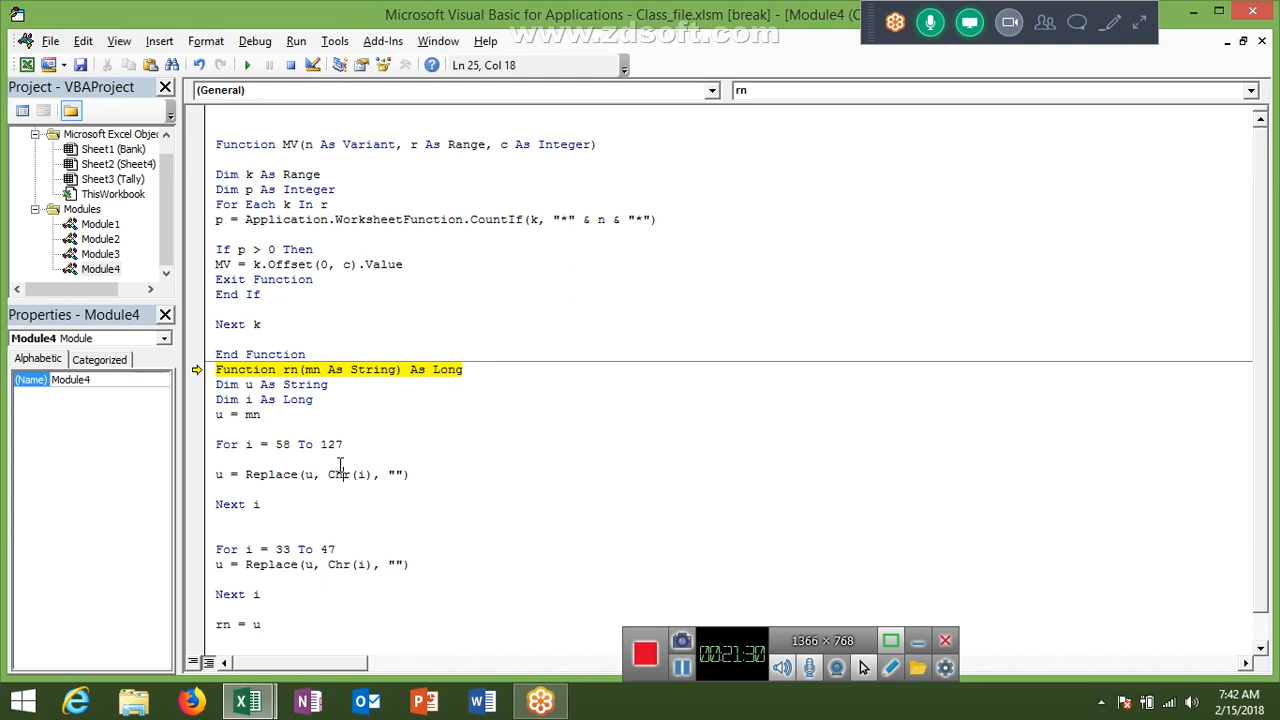 Microsoft Visual Basic for Applications - Class_file.xlsm [break] - [Module4 (C
www.zdsoft.com
File Edit View Insert Format Debug Run Tools Add-Ins Window Help
Ln 25, Col 18
Project - VBAProject
(General)
rn
Microsoft Excel Objec
Sheet1 (Bank)
Sheet2 (Sheet4)
Sheet3 (Tally)
ThisWorkbook
Modules
Module1
Module2
Module3
Module4
Properties - Module4
Module4 Module
Alphabetic Categorized
(Name) Module4
Function MV(n As Variant, r As Range, c As Integer)
Dim k As Range
Dim p As Integer
For Each k In r
p = Application.WorksheetFunction.CountIf(k, "*" & n & "*")
If p > 0 Then
MV = k.Offset(0, c).Value
Exit Function
End If
Next k
End Function
Function rn(mn As String) As Long
Dim u As String
Dim i As Long
u = mn
For i = 58 To 127
u = Replace(u, Chr(i), "")
Next i
For i = 33 To 47
u = Replace(u, Chr(i), "")
Next i
rn = u
1366 × 768
00:21:30
7:42 AM
2/15/2018